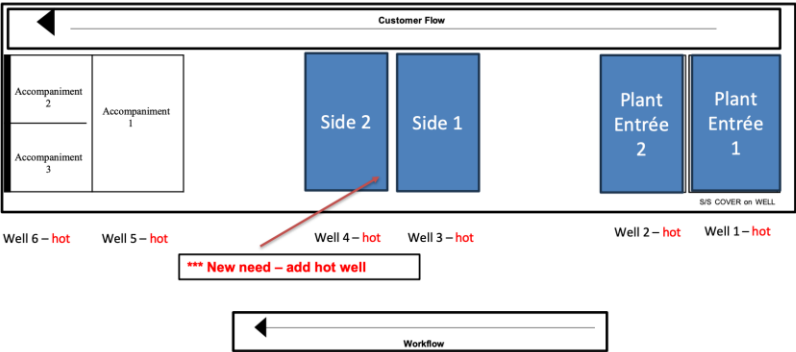 Customer Flow
Accompaniment
2
Accompaniment
3
Accompaniment
1
Side 2
Side 1
Plant
Entrée
2
Plant
Entrée
1
S/S COVER on WELL
Well 6 – hot
Well 5 – hot
Well 4 – hot
Well 3 – hot
Well 2 – hot
Well 1 – hot
*** New need – add hot well
Workflow